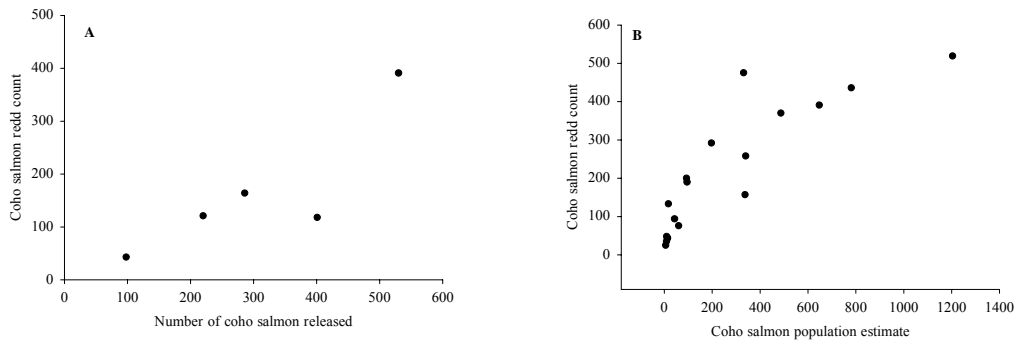 A
Coho salmon redd count
500
400
300
200
100
0
0 100 200 300 400 500 600
Number of coho salmon released
B
Coho salmon redd count
600
500
400
300
200
100
0
0 200 400 600 800 1000 1200 1400
Coho salmon population estimate